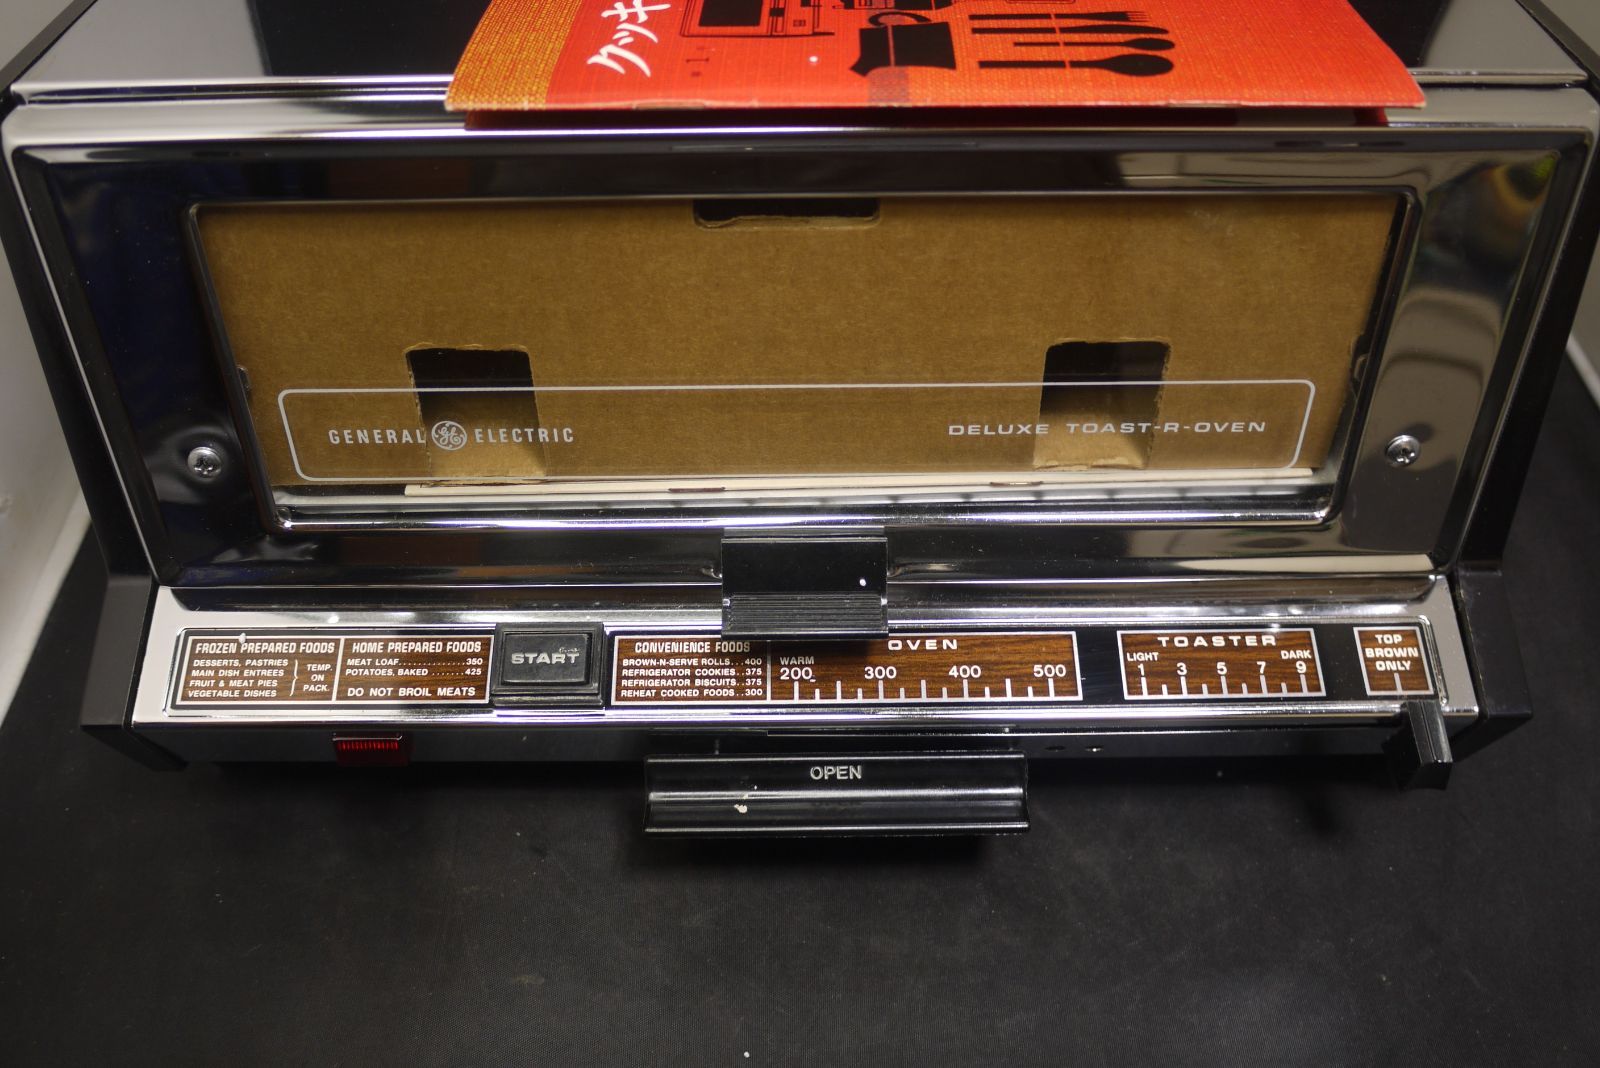 クッキ
GENERAL GE ELECTRIC
DELUXE TOAST-R-OVEN
FROZEN PREPARED FOODS
DESSERTS, PASTRIES
MAIN DISH ENTREES
FRUIT & MEAT PIES
VEGETABLE DISHES
TEMP.
ON
PACK.
HOME PREPARED FOODS
MEAT LOAF.............350
POTATOES, BAKED .......425
DO NOT BROIL MEATS
START
CONVENIENCE FOODS
BROWN-N-SERVE ROLLS...400
REFRIGERATOR COOKIES..375
REFRIGERATOR BISCUITS..375
REHEAT COOKED FOODS...300
OVEN
WARM
200 300 400 500
TOASTER
LIGHT DARK
1 3 5 7 9
TOP
BROWN
ONLY
OPEN